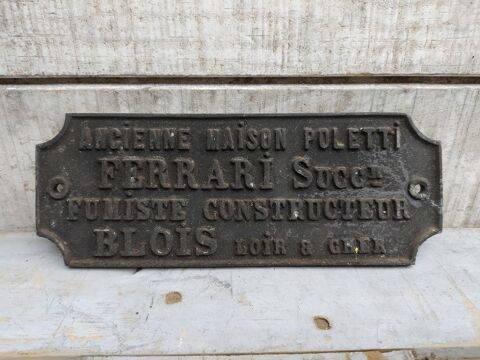 ANCIENNE MAISON POLETTI
FERRARI SUCCR
FUMISTE CONSTRUCTEUR
BLOIS LOIR & CHER